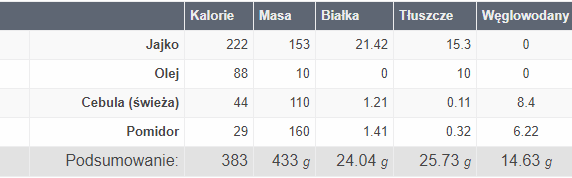 Kalorie Masa Białka Tłuszcze Węglowodany
Jajko 222 153 21.42 15.3 0
Olej 88 10 0 10 0
Cebula (świeża) 44 110 1.21 0.11 8.4
Pomidor 29 160 1.41 0.32 6.22
Podsumowanie: 383 433 g 24.04 g 25.73 g 14.63 g